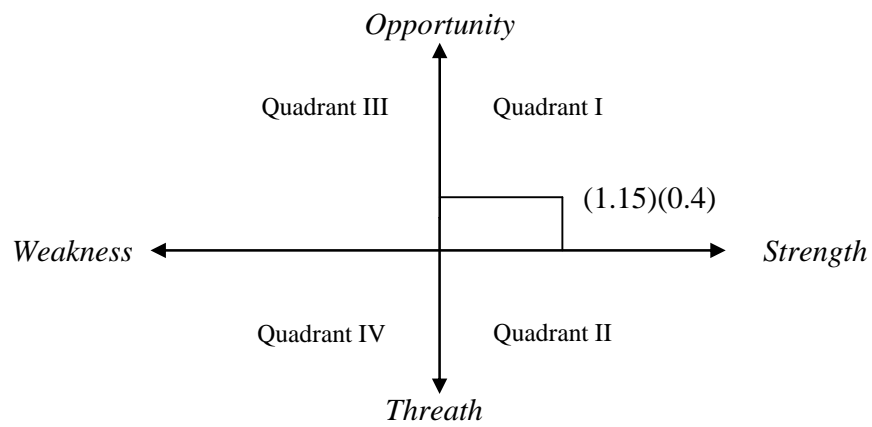 Opportunity
Quadrant III
Quadrant I
(1.15)(0.4)
Weakness
Strength
Quadrant IV
Quadrant II
Threath